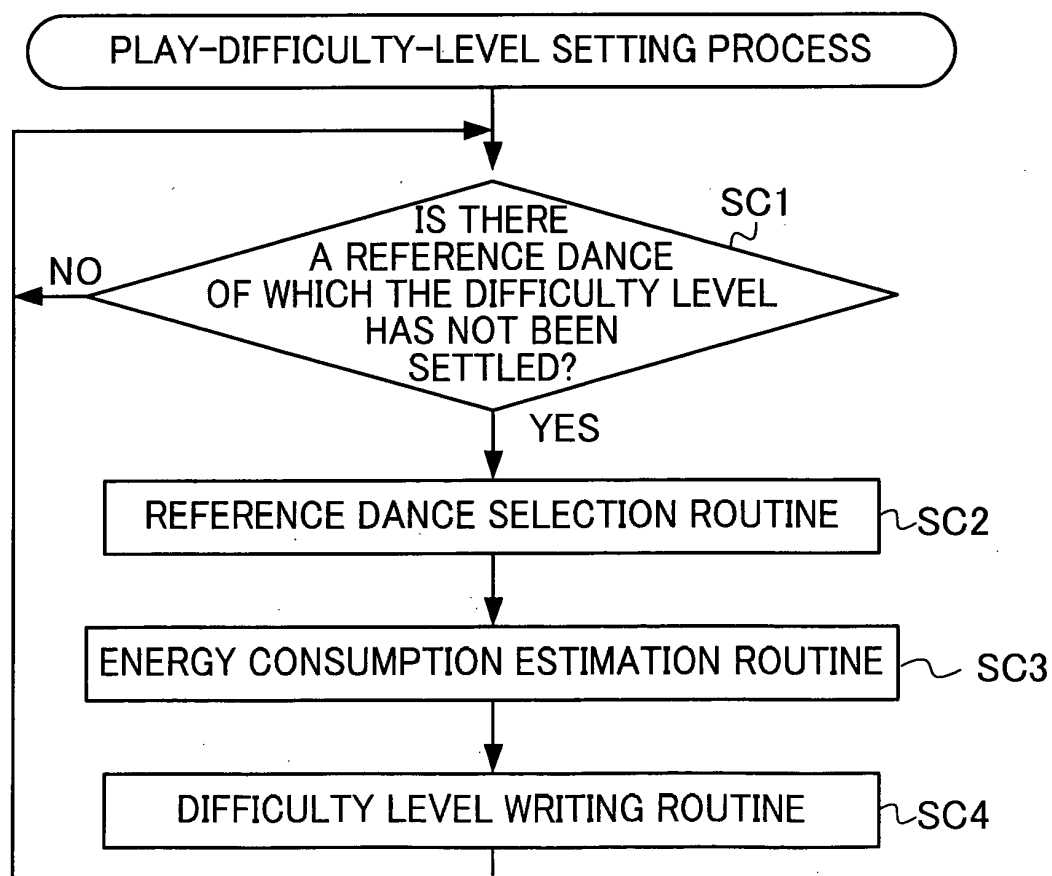 PLAY-DIFFICULTY-LEVEL SETTING PROCESS
SC1
IS THERE
A REFERENCE DANCE
OF WHICH THE DIFFICULTY LEVEL
HAS NOT BEEN
SETTLED?
NO
YES
REFERENCE DANCE SELECTION ROUTINE
SC2
ENERGY CONSUMPTION ESTIMATION ROUTINE
SC3
DIFFICULTY LEVEL WRITING ROUTINE
SC4